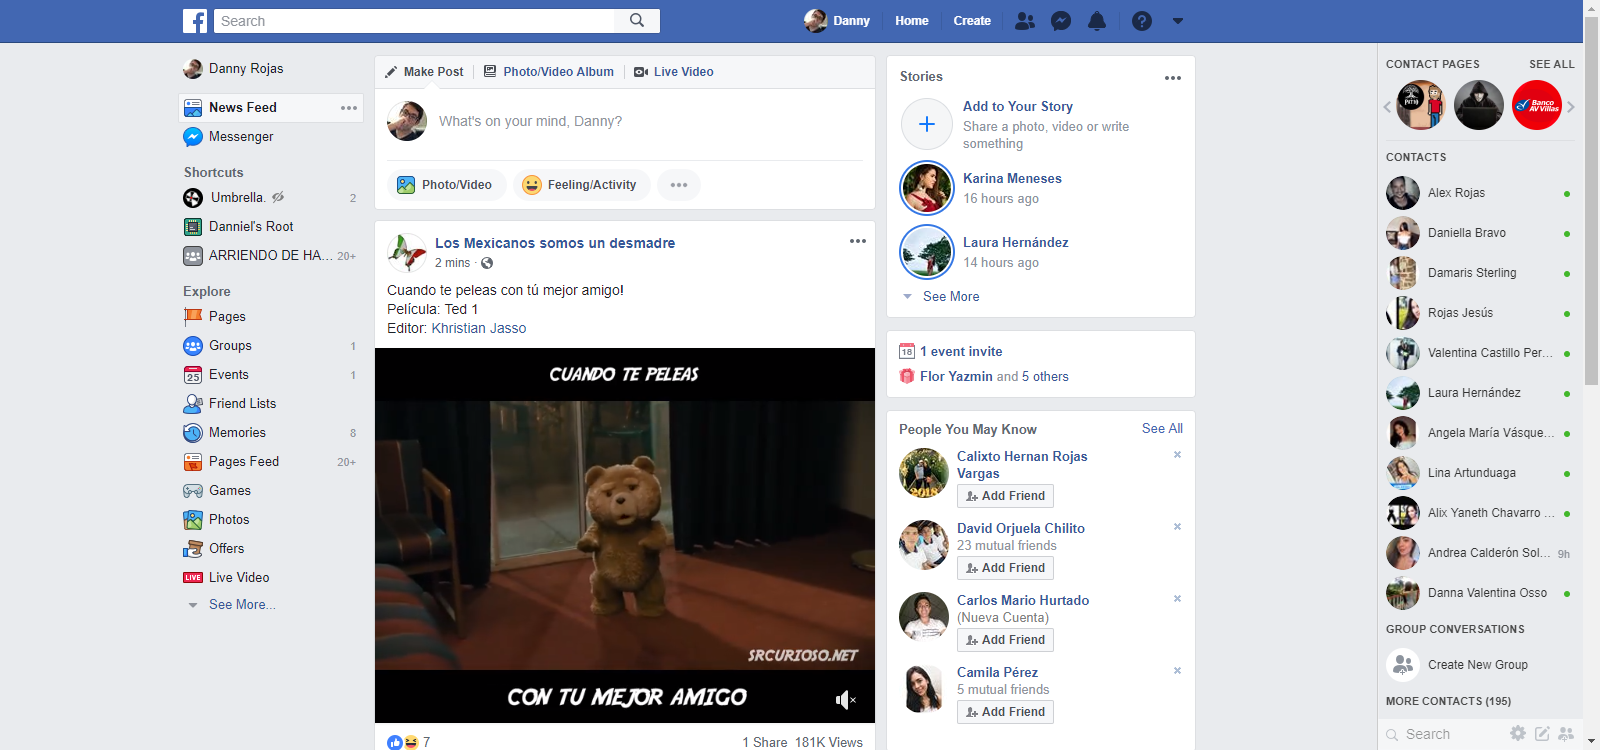 Search
Danny
Home
Create
Danny Rojas
News Feed
Messenger
Shortcuts
Umbrella.
2
Danniel's Root
ARRIENDO DE HA...
20+
Explore
Pages
Groups
1
Events
1
Friend Lists
Memories
8
Pages Feed
20+
Games
Photos
Offers
LIVE
Live Video
See More...
Make Post
Photo/Video Album
Live Video
What's on your mind, Danny?
Photo/Video
Feeling/Activity
Los Mexicanos somos un desmadre
2 mins ·
Cuando te peleas con tú mejor amigo!
Película: Ted 1
Editor: Khristian Jasso
CUANDO TE PELEAS
SRCURIOSO.NET
CON TU MEJOR AMIGO
7
1 Share 181K Views
Stories
Add to Your Story
Share a photo, video or write
something
Karina Meneses
16 hours ago
Laura Hernández
14 hours ago
See More
18
1 event invite
Flor Yazmin and 5 others
People You May Know
See All
Calixto Hernan Rojas
Vargas
2018
Add Friend
David Orjuela Chilito
23 mutual friends
Add Friend
Carlos Mario Hurtado
(Nueva Cuenta)
Add Friend
Camila Pérez
5 mutual friends
Add Friend
CONTACT PAGES
SEE ALL
Banco
AV Villas
CONTACTS
Alex Rojas
Daniella Bravo
Damaris Sterling
Rojas Jesús
Valentina Castillo Per...
Laura Hernández
Angela María Vásque...
Lina Artunduaga
Alix Yaneth Chavarro ...
Andrea Calderón Sol...
9h
Danna Valentina Osso
GROUP CONVERSATIONS
Create New Group
MORE CONTACTS (195)
Search